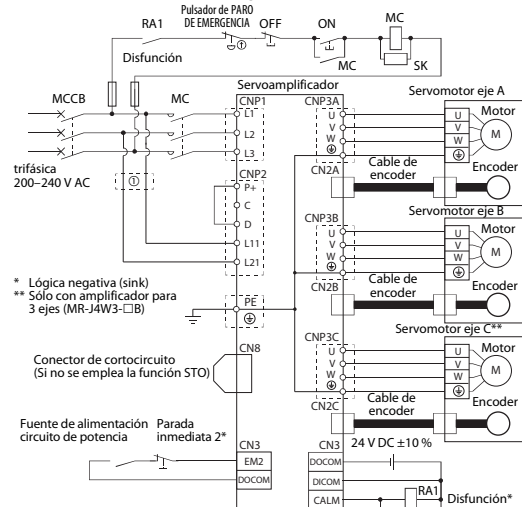 Pulsador de PARO
DE EMERGENCIA
RA1
OFF
ON
MC
①
Disfunción
MC
SK
Servoamplificador
Servomotor eje A
MCCB
MC
CNP1
CNP3A
Motor
L1
U
U
L2
V
V
M
W
W
L3
trifásica
200–240 V AC
①
CN2A
Cable de
encoder
Encoder
CNP2
P+
C
D
L11
L21
Servomotor eje B
CNP3B
Motor
U
U
V
V
M
W
W
CN2B
Cable de
encoder
Encoder
* Lógica negativa (sink)
** Sólo con amplificador para
3 ejes (MR-J4W3-□B)
PE
Servomotor eje C**
CNP3C
Motor
U
U
V
V
M
W
W
CN2C
Cable de
encoder
Encoder
CN8
Conector de cortocircuito
(Si no se emplea la función STO)
Fuente de alimentación
circuito de potencia
Parada
inmediata 2*
CN3
EM2
DOCOM
CN3
24 V DC ±10 %
DOCOM
DICOM
CALM
RA1
Disfunción*